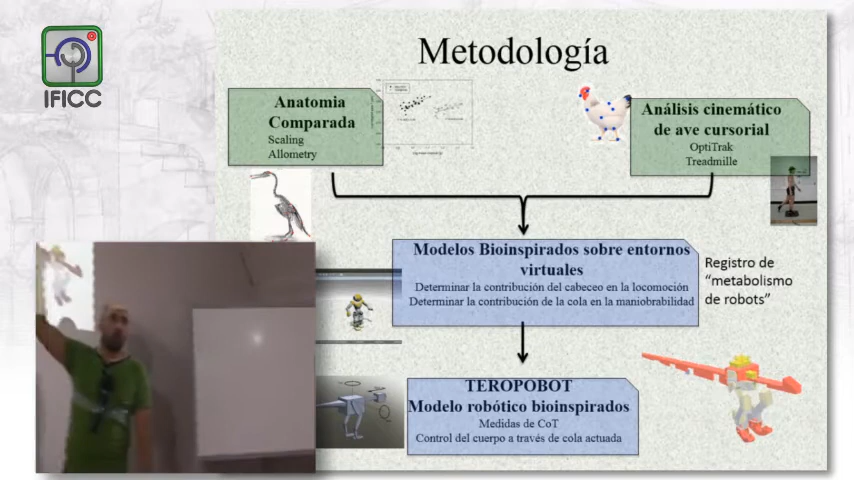 IFICC
Metodología
Anatomia
Comparada
Scaling
Allometry
Análisis cinemático
de ave cursorial
OptiTrak
Treadmille
Modelos Bioinspirados sobre entornos
virtuales
Determinar la contribución del cabeceo en la locomoción
Determinar la contribución de la cola en la maniobrabilidad
Registro de
“metabolismo
de robots”
TEROPOBOT
Modelo robótico bioinspirados
Medidas de CoT
Control del cuerpo a través de cola actuada